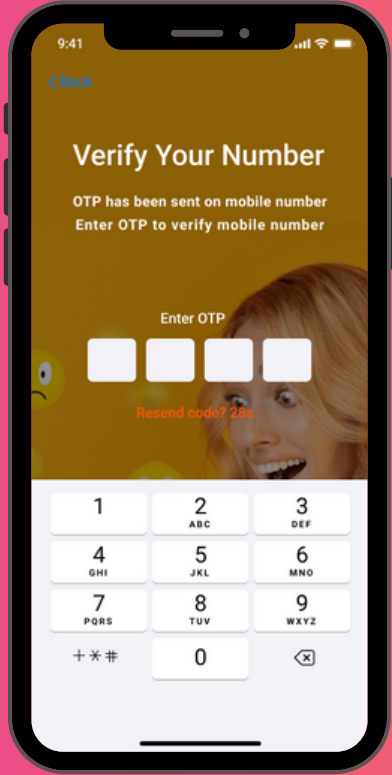 9:41
Back
Verify Your Number
OTP has been sent on mobile number
Enter OTP to verify mobile number
Enter OTP
Resend code? 28s
1 2 3
ABC DEF
4 5 6
GHI JKL MNO
7 8 9
PQRS TUV WXYZ
+*# 0